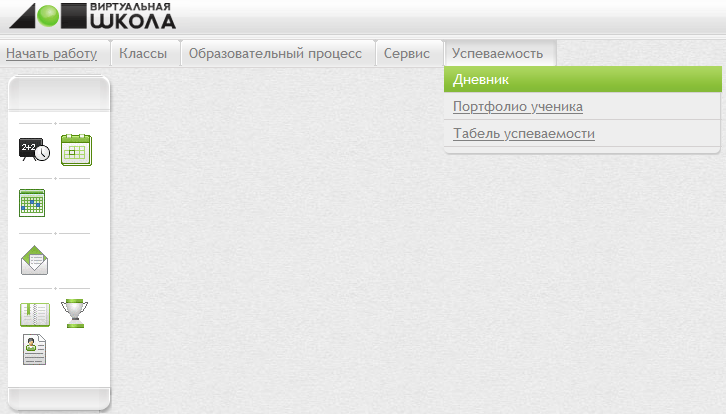 ВИРТУАЛЬНАЯ
ШКОЛА
Начать работу Классы Образовательный процесс Сервис Успеваемость
Дневник
Портфолио ученика
Табель успеваемости
2+2